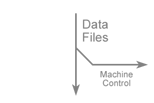 Data
Files
Machine
Control